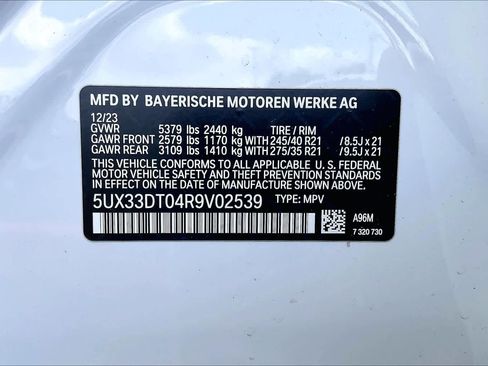 MFD BY BAYERISCHE MOTOREN WERKE AG
12/23
GVWR 5379 lbs 2440 kg TIRE / RIM
GAWR FRONT 2579 lbs 1170 kg WITH 245/40 R21 / 8.5J x 21
GAWR REAR 3109 lbs 1410 kg WITH 275/35 R21 / 9.5J x 21
THIS VEHICLE CONFORMS TO ALL APPLICABLE U. S. FEDERAL
MOTOR VEHICLE SAFETY AND THEFT PREVENTION STANDARDS
IN EFFECT ON THE DATE OF MANUFACTURE SHOWN ABOVE.
5UX33DT04R9V02539 TYPE: MPV
A96M
7 320 730